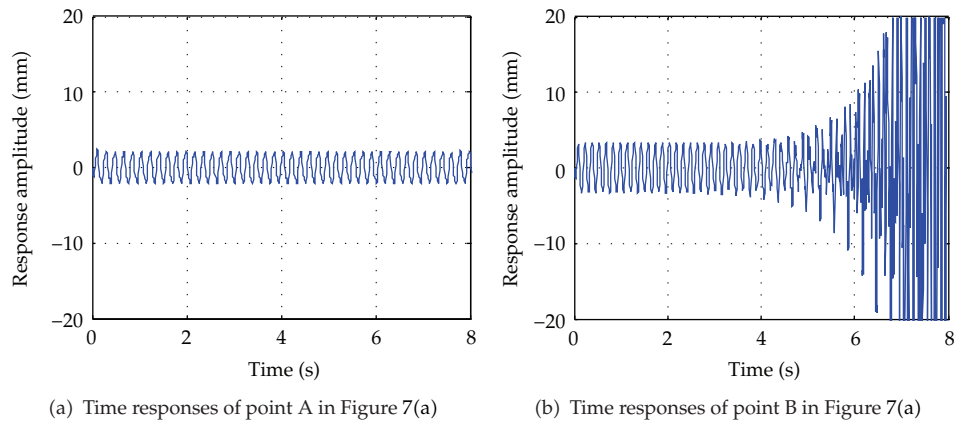 20
10
0
−10
−20
Response amplitude (mm)
0 2 4 6 8
Time (s)
(a) Time responses of point A in Figure 7(a)
20
10
0
−10
−20
Response amplitude (mm)
0 2 4 6 8
Time (s)
(b) Time responses of point B in Figure 7(a)